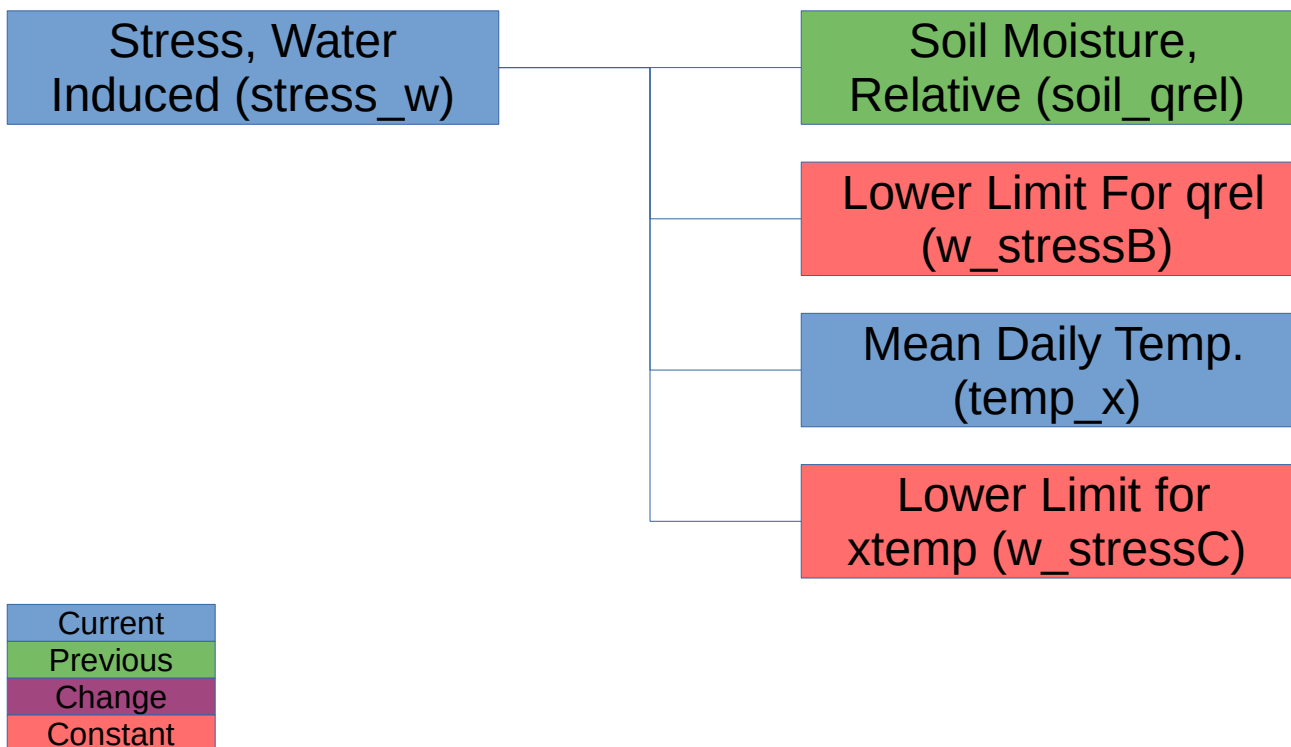 Stress, Water
Induced (stress_w)
Soil Moisture,
Relative (soil_qrel)
Lower Limit For qrel
(w_stressB)
Mean Daily Temp.
(temp_x)
Lower Limit for
xtemp (w_stressC)
Current
Previous
Change
Constant